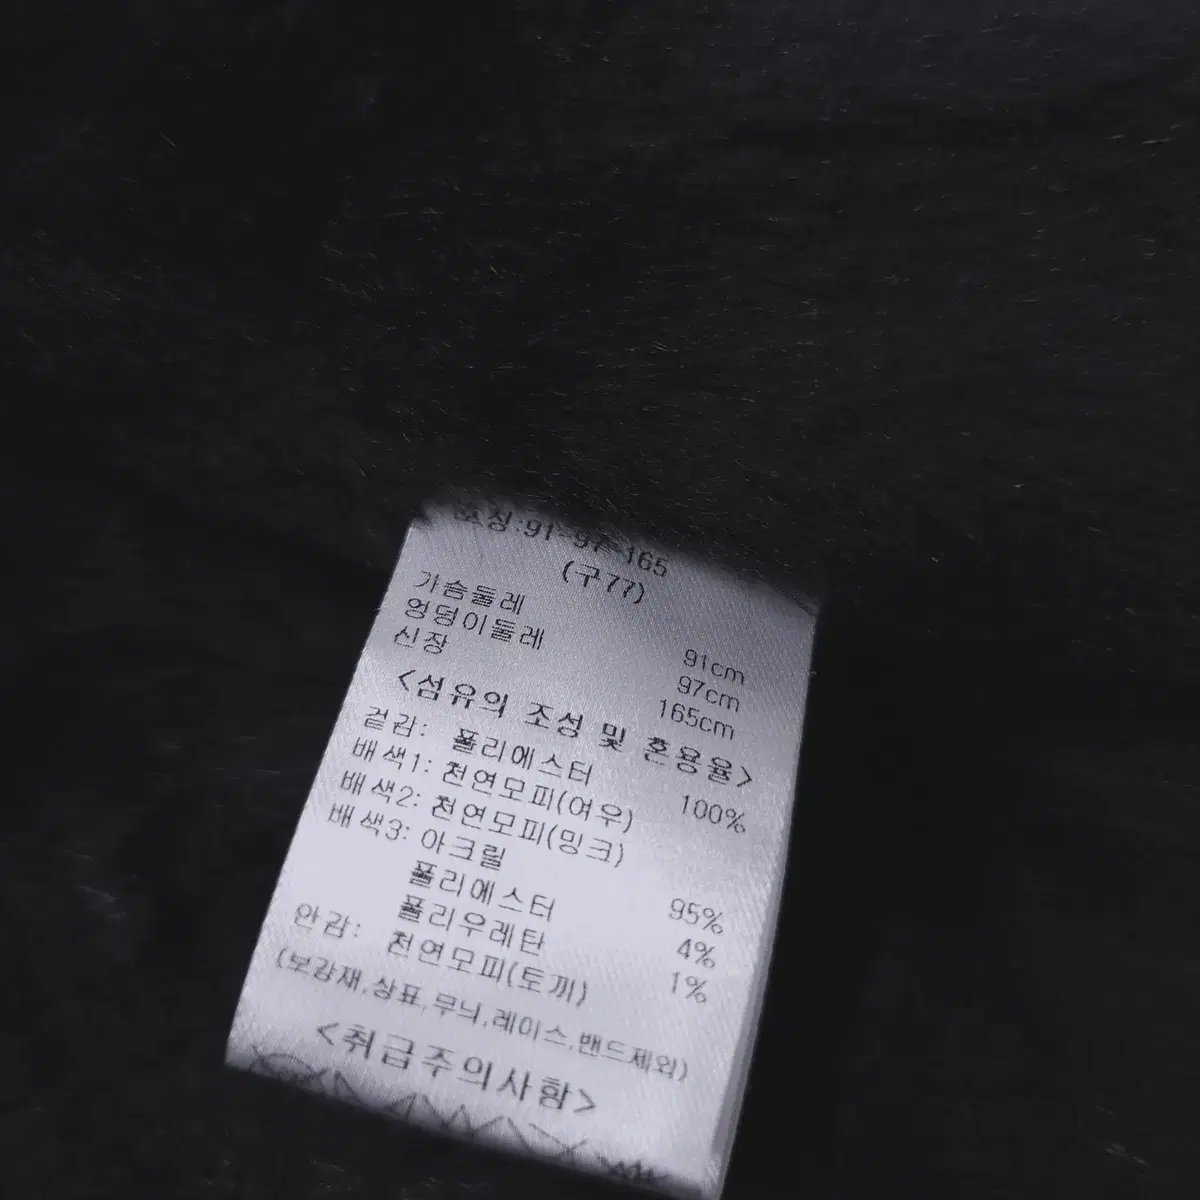 호칭:91-97-165
(구77)
가슴둘레 91cm
엉덩이둘레 97cm
신장 165cm
<섬유의 조성 및 혼용율>
겉감: 폴리에스터 100%
배색1: 천연모피(여우)
배색2: 천연모피(밍크)
배색3: 아크릴 95%
폴리에스터 4%
폴리우레탄 1%
안감: 천연모피(토끼)
(보강재,상표,무늬,레이스,밴드제외)
<취급주의사항>